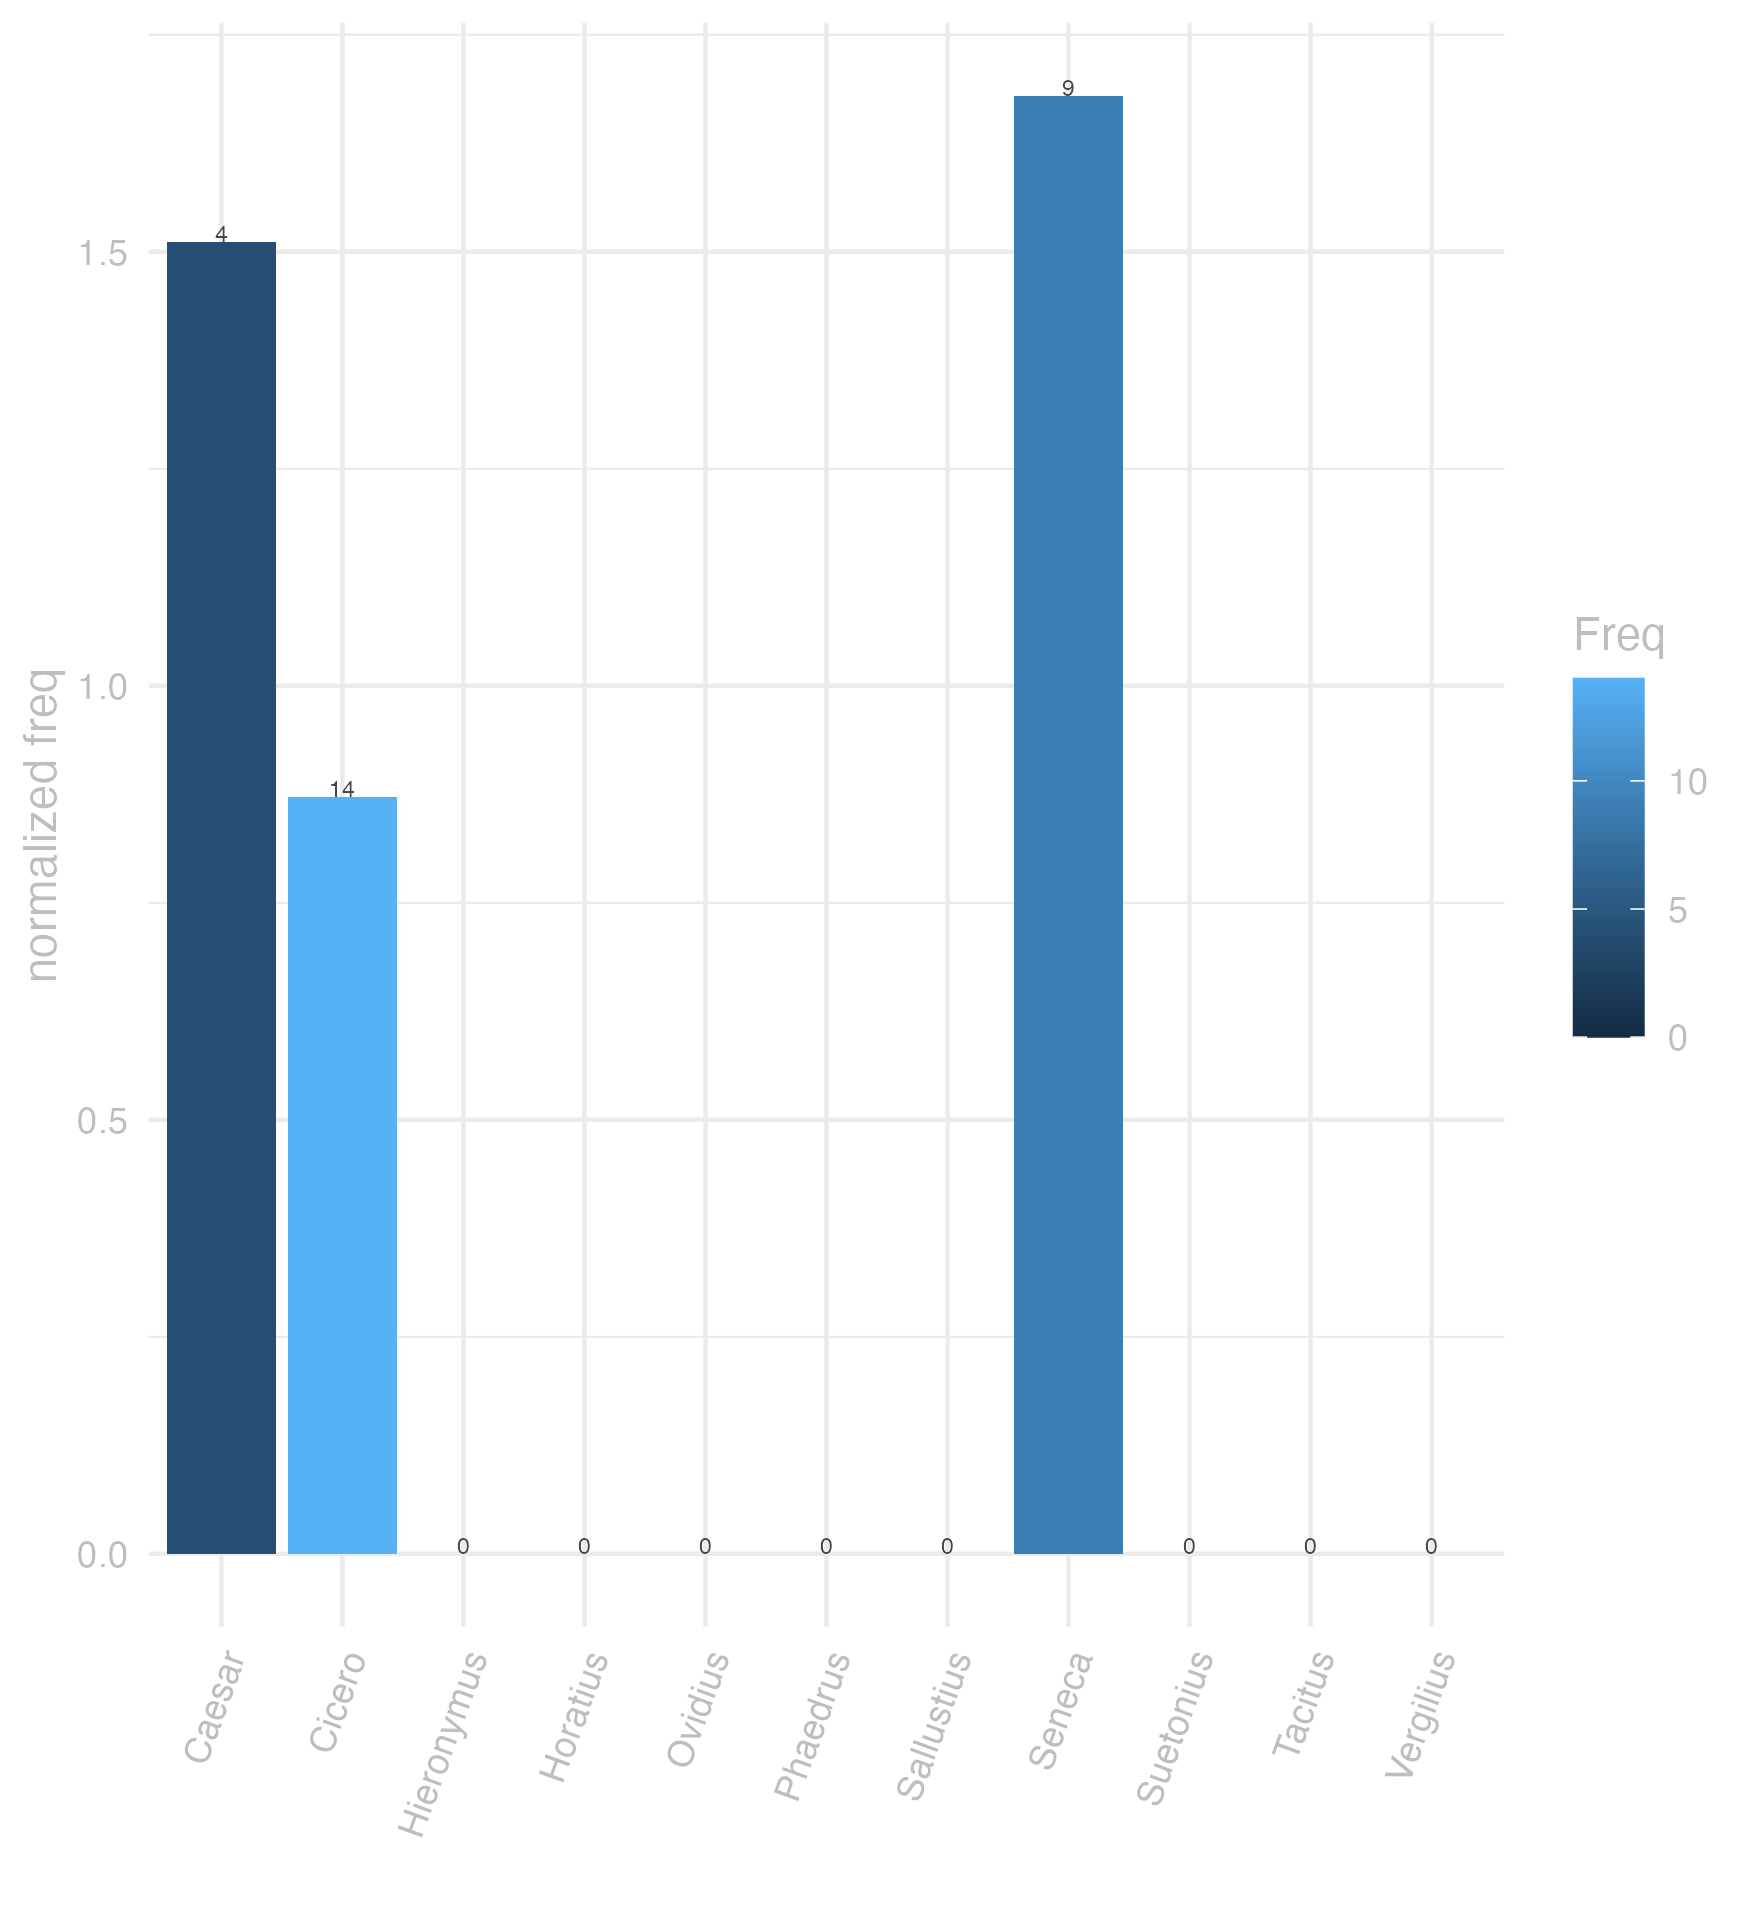 normalized freq
1.5
1.0
0.5
0.0
4
14
0
0
0
0
0
9
0
0
0
Caesar
Cicero
Hieronymus
Horatius
Ovidius
Phaedrus
Sallustius
Seneca
Suetonius
Tacitus
Vergilius
Freq
10
5
0